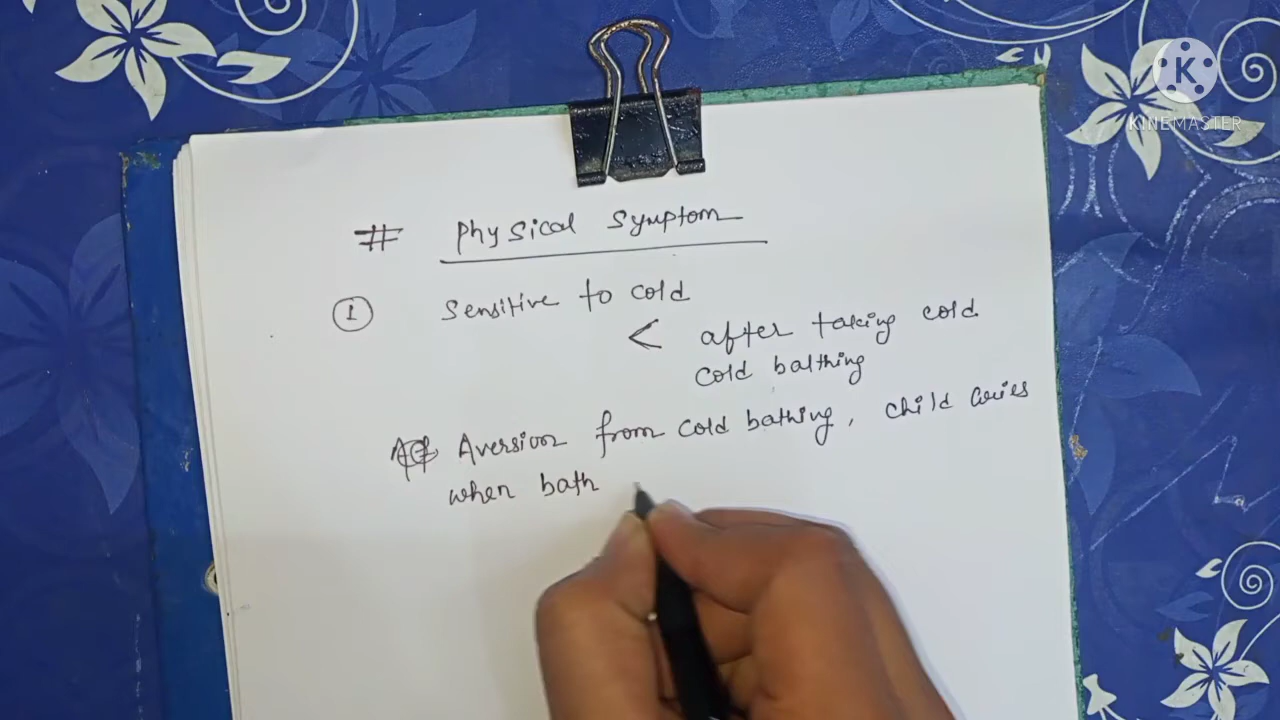 K
KINEMASTER
# Physical Symptom
1 Sensitive to cold
< after taking cold
cold balthing
Aversion from cold bathing, child cries
when bath